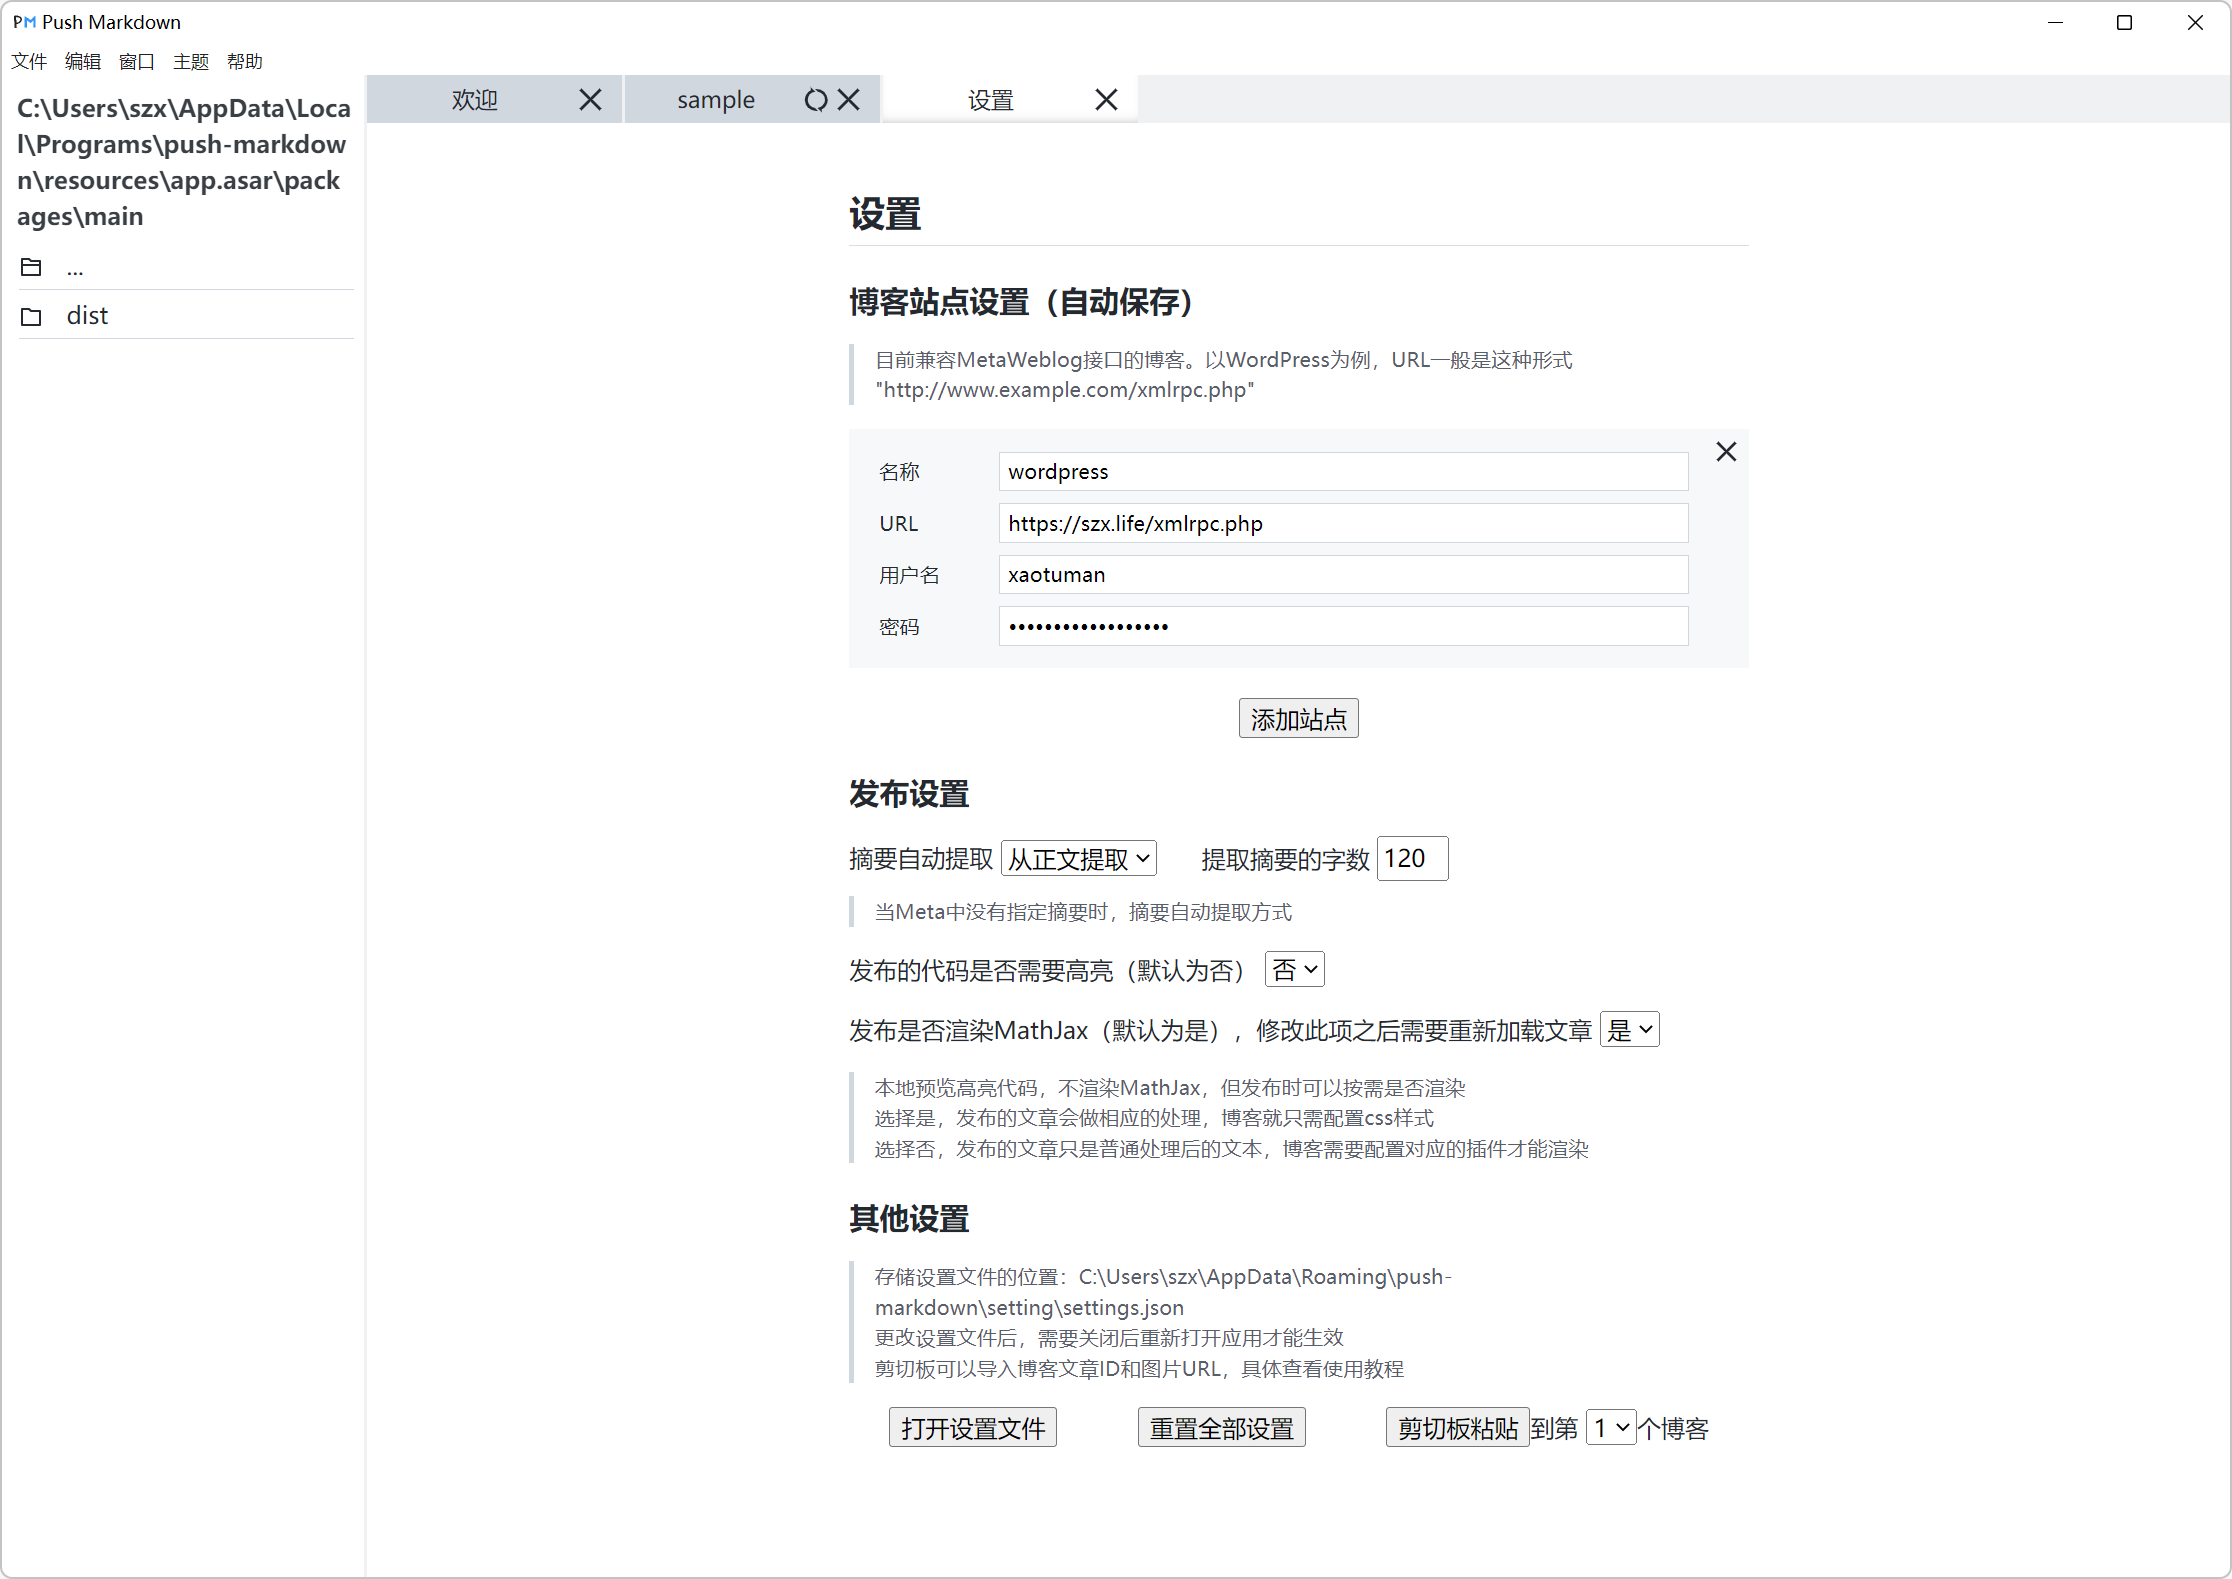 PM Push Markdown
文件 编辑 窗口 主题 帮助
C:\Users\szx\AppData\Loca
l\Programs\push-markdow
n\resources\app.asar\pack
ages\main
...
dist
欢迎
sample
设置
设置
博客站点设置（自动保存）
目前兼容MetaWeblog接口的博客。以WordPress为例，URL一般是这种形式
"http://www.example.com/xmlrpc.php"
名称 wordpress
URL https://szx.life/xmlrpc.php
用户名 xaotuman
密码 ••••••••••••••••••
添加站点
发布设置
摘要自动提取 从正文提取 提取摘要的字数 120
当Meta中没有指定摘要时，摘要自动提取方式
发布的代码是否需要高亮（默认为否） 否
发布是否渲染MathJax（默认为是），修改此项之后需要重新加载文章 是
本地预览高亮代码，不渲染MathJax，但发布时可以按需是否渲染
选择是，发布的文章会做相应的处理，博客就只需配置css样式
选择否，发布的文章只是普通处理后的文本，博客需要配置对应的插件才能渲染
其他设置
存储设置文件的位置：C:\Users\szx\AppData\Roaming\push-
markdown\setting\settings.json
更改设置文件后，需要关闭后重新打开应用才能生效
剪切板可以导入博客文章ID和图片URL，具体查看使用教程
打开设置文件 重置全部设置 剪切板粘贴 到第 1 个博客